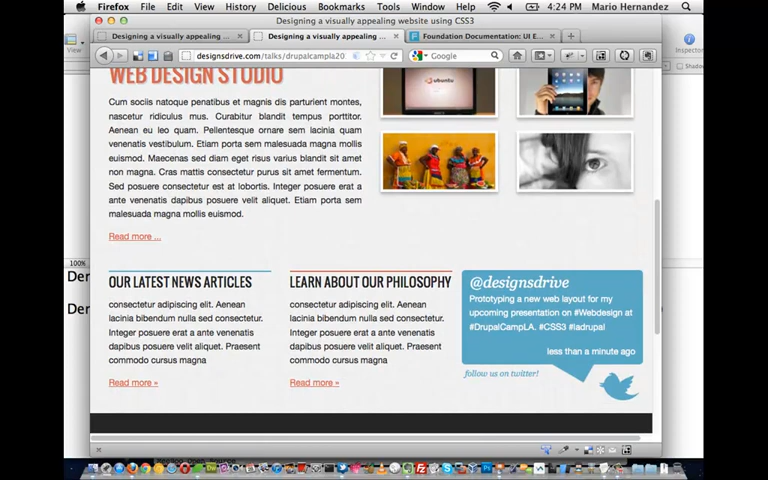 Firefox File Edit View History Delicious Bookmarks Tools Window Help 4:24 PM Mario Hernandez
Designing a visually appealing website using CSS3
Designing a visually appealing ... Designing a visually appealing ... Foundation Documentation: UI E...
View designsdrive.com/talks/drupalcampla20 Google Inspector
WEB DESIGN STUDIO
Cum sociis natoque penatibus et magnis dis parturient montes,
nascetur ridiculus mus. Curabitur blandit tempus porttitor.
Aenean eu leo quam. Pellentesque ornare sem lacinia quam
venenatis vestibulum. Etiam porta sem malesuada magna mollis
euismod. Maecenas sed diam eget risus varius blandit sit amet
non magna. Cras mattis consectetur purus sit amet fermentum.
Sed posuere consectetur est at lobortis. Integer posuere erat a
ante venenatis dapibus posuere velit aliquet. Etiam porta sem
malesuada magna mollis euismod.
Read more ...
ubuntu
100%
Der
Der
OUR LATEST NEWS ARTICLES
consectetur adipiscing elit. Aenean
lacinia bibendum nulla sed consectetur.
Integer posuere erat a ante venenatis
dapibus posuere velit aliquet. Praesent
commodo cursus magna
Read more »
LEARN ABOUT OUR PHILOSOPHY
consectetur adipiscing elit. Aenean
lacinia bibendum nulla sed consectetur.
Integer posuere erat a ante venenatis
dapibus posuere velit aliquet. Praesent
commodo cursus magna
Read more »
@designsdrive
Prototyping a new web layout for my
upcoming presentation on #Webdesign at
#DrupalCampLA. #CSS3 #ladrupal
less than a minute ago
follow us on twitter!